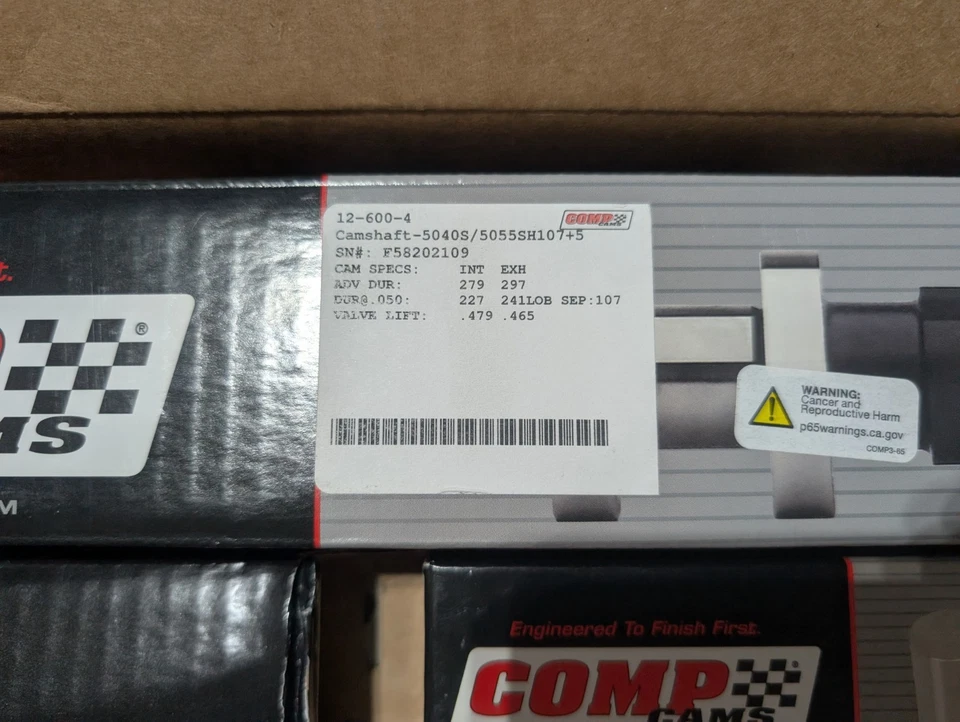 t.
®
MS
M
12-600-4
COMP
CAMS
Camshaft-5040S/5055SH107+5
SN#: F58202109
CAM SPECS: INT EXH
ADV DUR: 279 297
DUR@.050: 227 241LOB SEP:107
VALVE LIFT: .479 .465
WARNING:
Cancer and
Reproductive Harm
p65warnings.ca.gov
COMP3-65
Engineered To Finish First.
COMP
CAMS